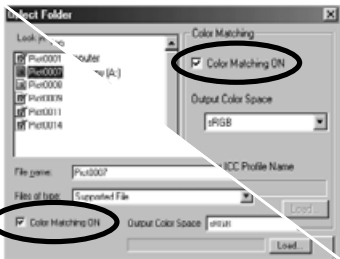 Select Folder
Color Matching
Look
Pict0001
Pict0007
(A:)
Pict0008
Pict0009
Pict0011
Pict0014
Color Matching ON
Output Color Space
sRGB
File name:
Pict0007
ICC Profile Name
Files of type:
Supported File
Load...
Color Matching ON
Output Color Space
sRGB
Load...